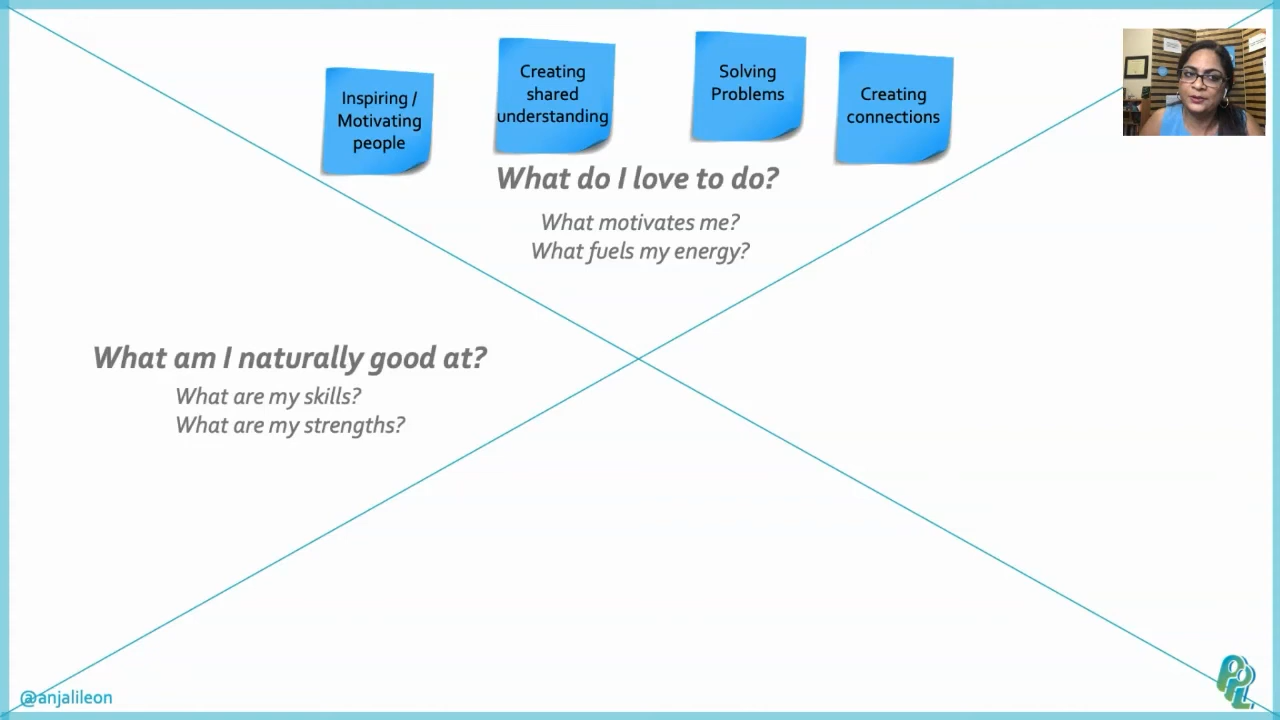 Inspiring /
Motivating
people
Creating
shared
understanding
Solving
Problems
Creating
connections
What do I love to do?
What motivates me?
What fuels my energy?
What am I naturally good at?
What are my skills?
What are my strengths?
@anjalileon
PPL